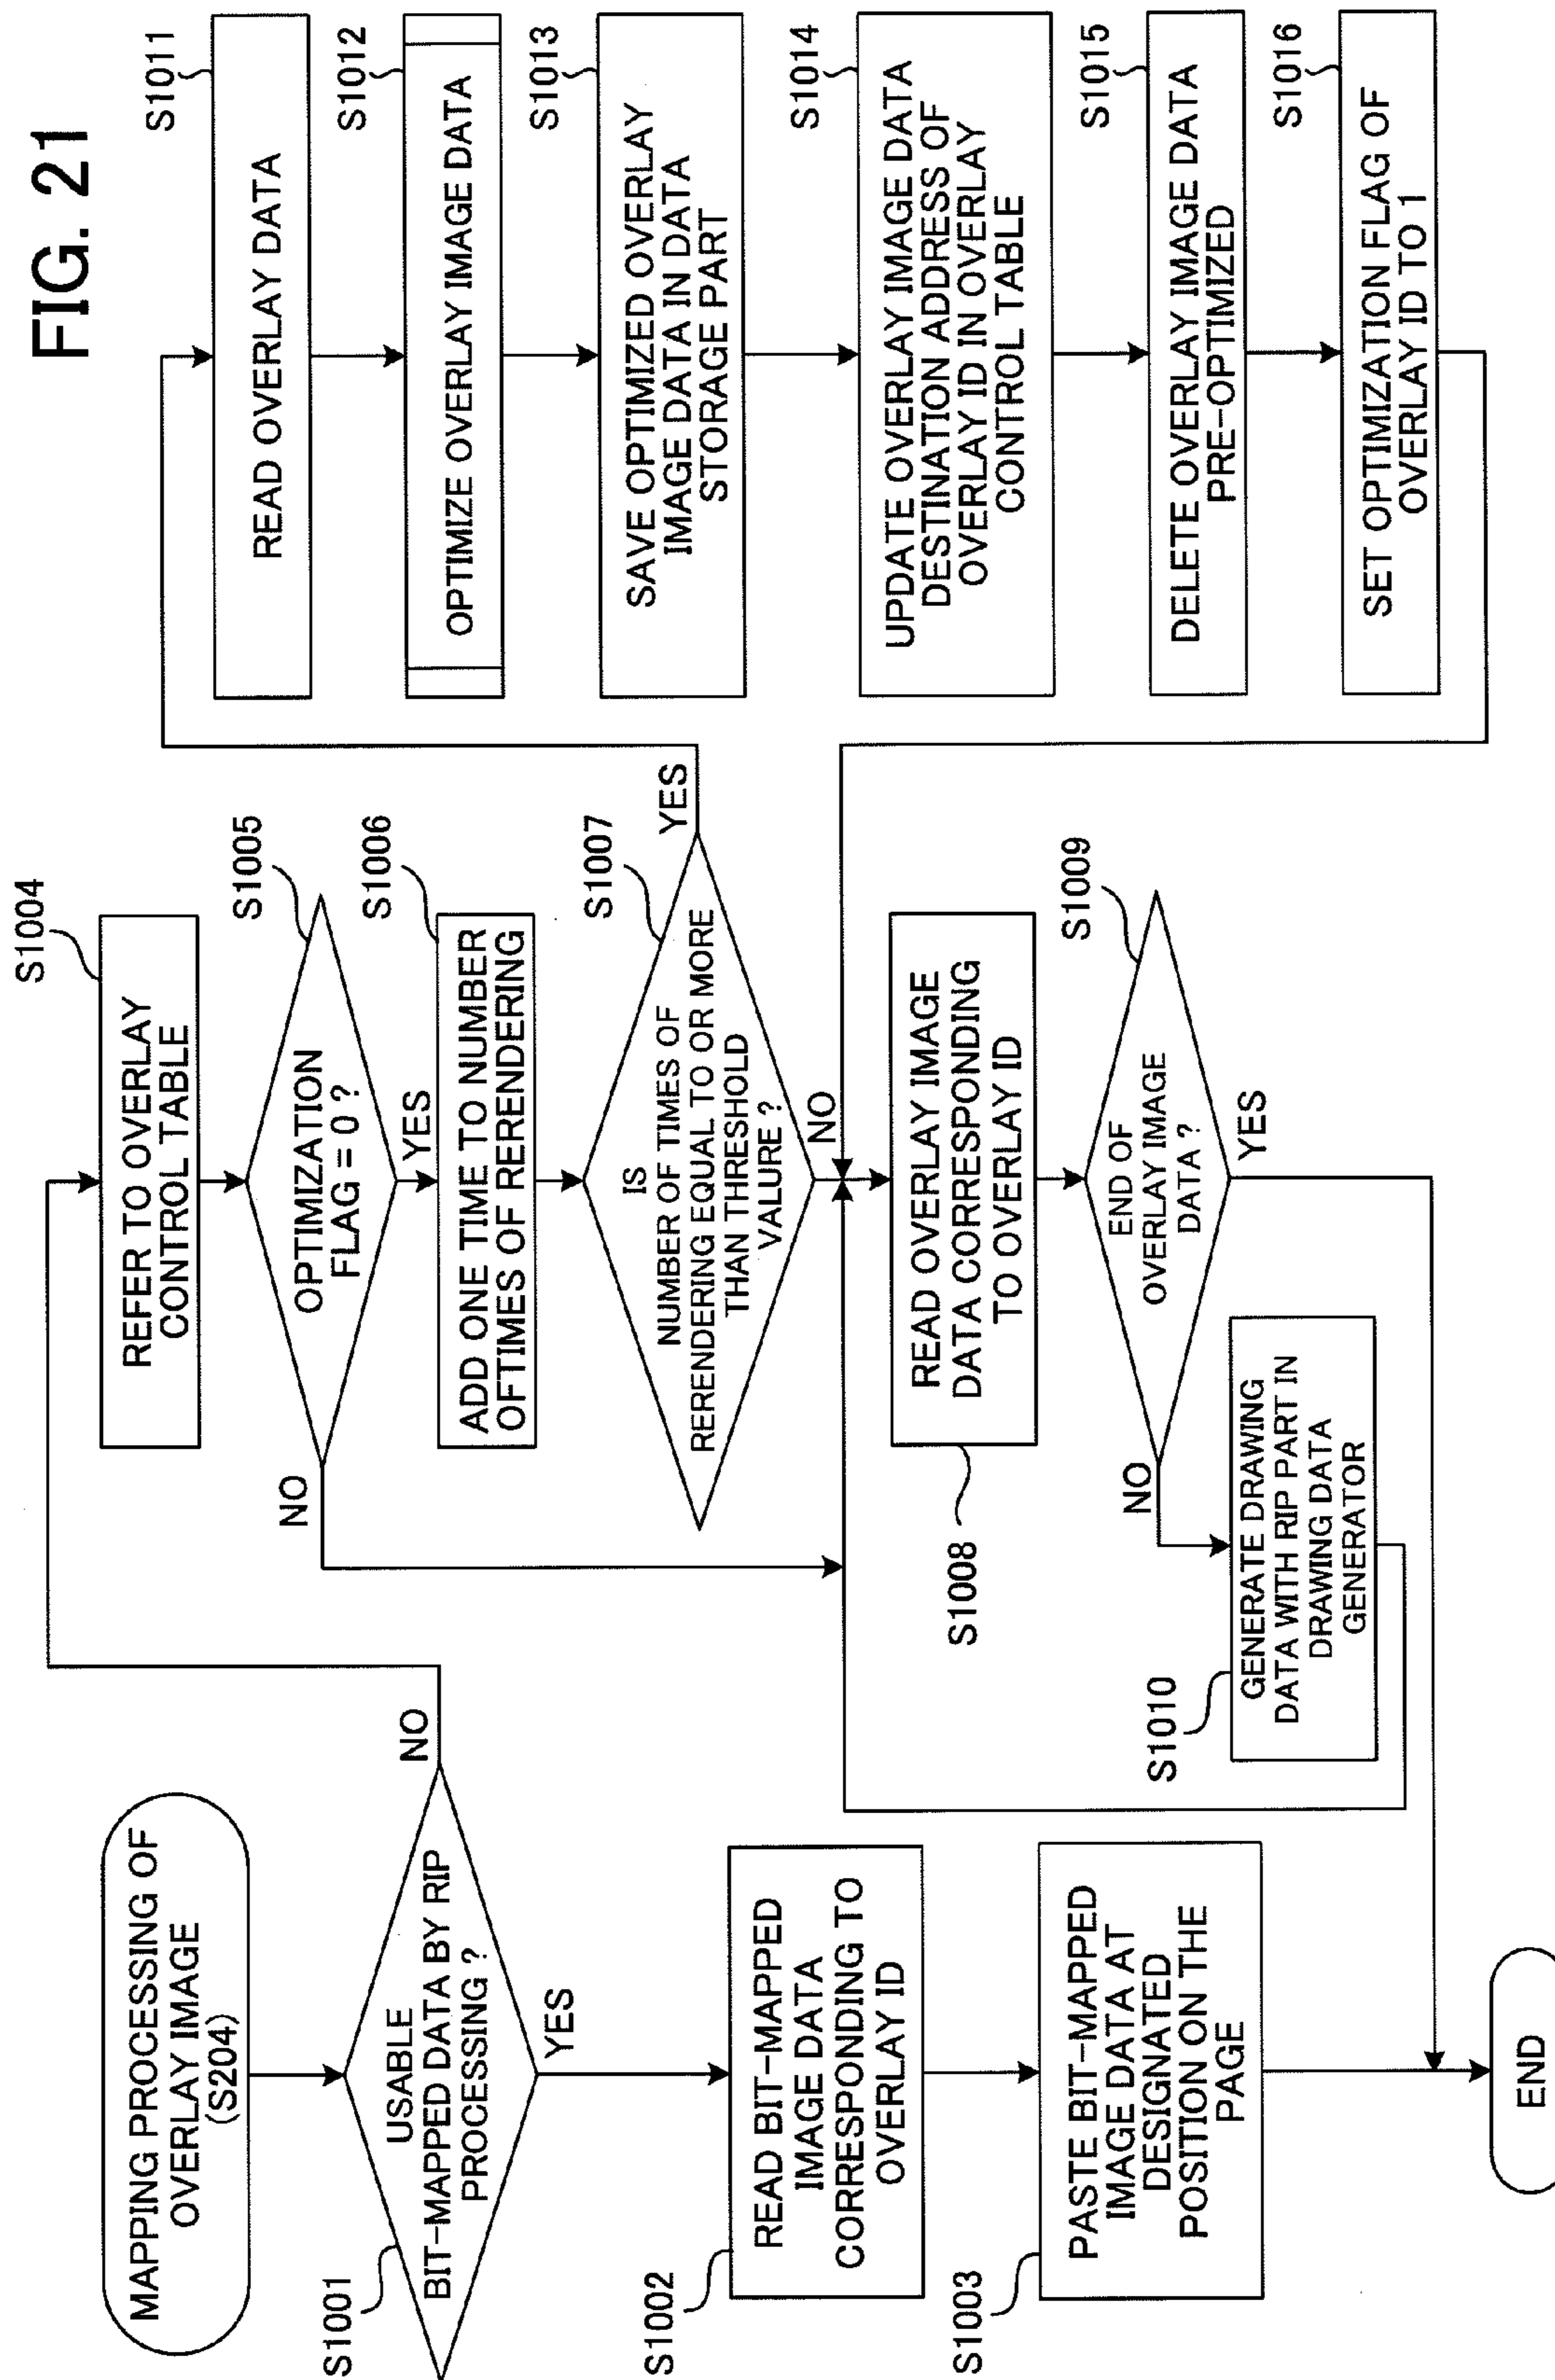 FIG. 21
MAPPING PROCESSING OF
OVERLAY IMAGE
(S204)
S1001
USABLE
BIT-MAPPED DATA BY RIP
PROCESSING ?
NO
YES
S1002
READ BIT-MAPPED
IMAGE DATA
CORRESPONDING TO
OVERLAY ID
S1003
PASTE BIT-MAPPED
IMAGE DATA AT
DESIGNATED
POSITION ON THE
PAGE
END
S1004
REFER TO OVERLAY
CONTROL TABLE
S1005
OPTIMIZATION
FLAG = 0 ?
NO
YES
S1006
ADD ONE TIME TO NUMBER
OFTIMES OF RERENDERING
S1007
IS
NUMBER OF TIMES OF
RERENDERING EQUAL TO OR MORE
THAN THRESHOLD
VALURE ?
YES
NO
S1008
READ OVERLAY IMAGE
DATA CORRESPONDING
TO OVERLAY ID
S1009
END OF
OVERLAY IMAGE
DATA ?
NO
YES
S1010
GENERATE DRAWING
DATA WITH RIP PART IN
DRAWING DATA
GENERATOR
S1011
READ OVERLAY DATA
S1012
OPTIMIZE OVERLAY IMAGE DATA
S1013
SAVE OPTIMIZED OVERLAY
IMAGE DATA IN DATA
STORAGE PART
S1014
UPDATE OVERLAY IMAGE DATA
DESTINATION ADDRESS OF
OVERLAY ID IN OVERLAY
CONTROL TABLE
S1015
DELETE OVERLAY IMAGE DATA
PRE-OPTIMIZED
S1016
SET OPTIMIZATION FLAG OF
OVERLAY ID TO 1